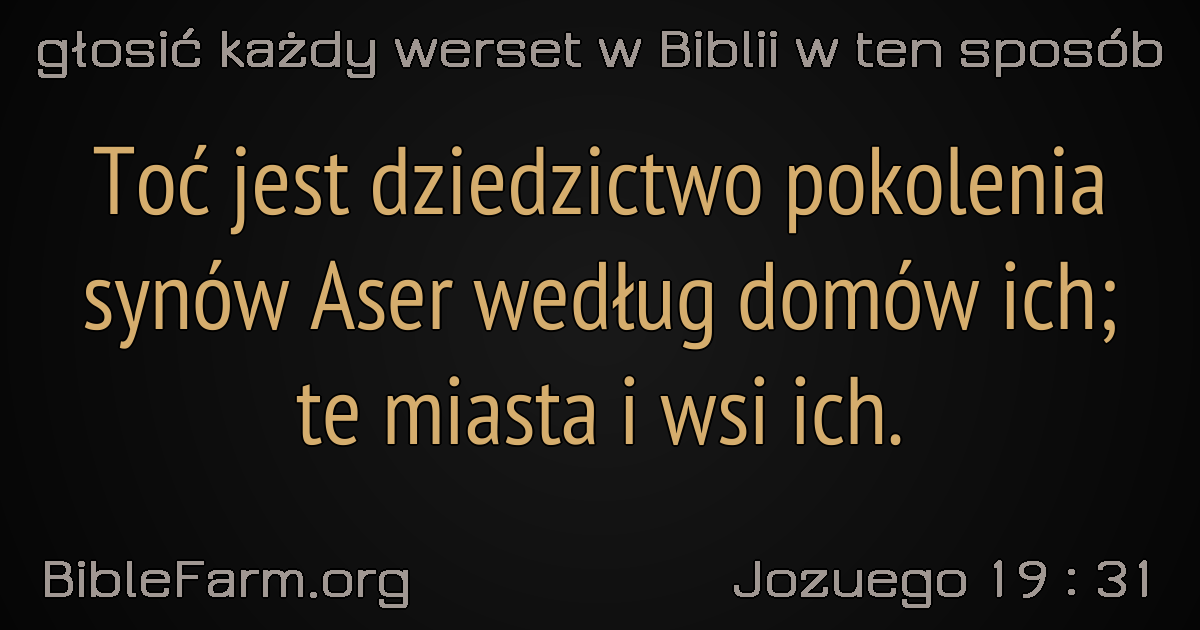 głosić każdy werset w Biblii w ten sposób
Toć jest dziedzictwo pokolenia
synów Aser według domów ich;
te miasta i wsi ich.
BibleFarm.org
Jozuego 19 : 31